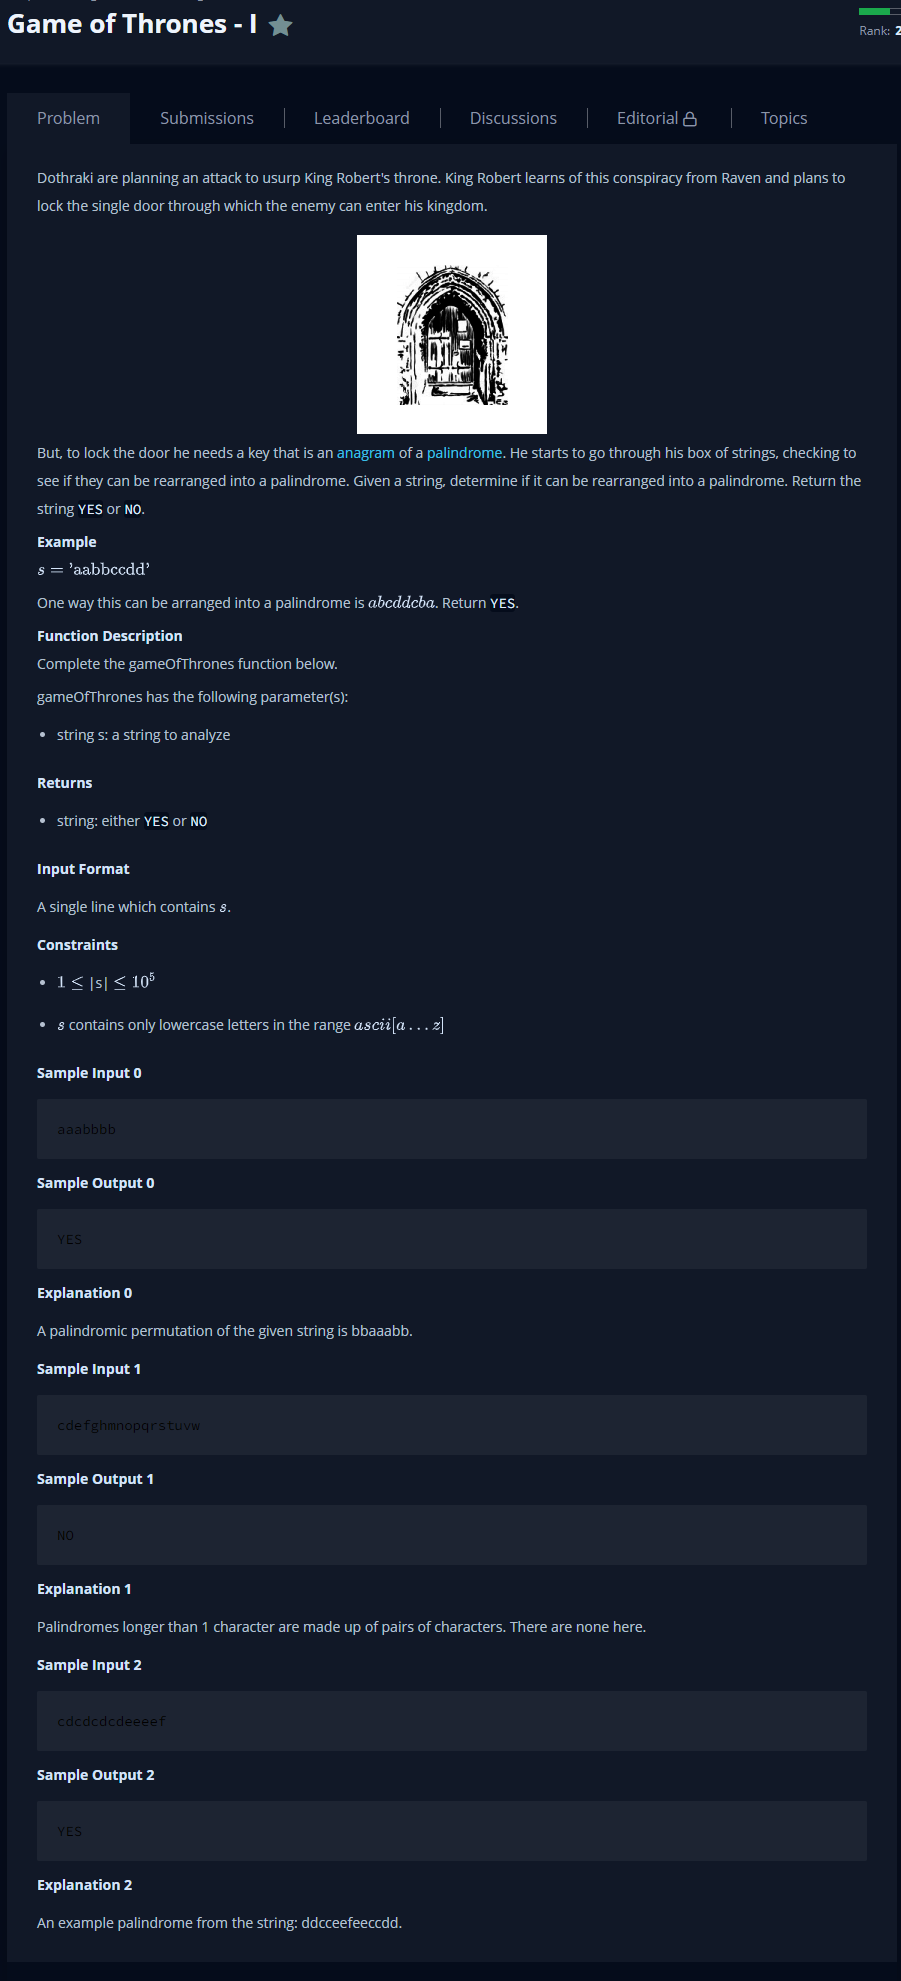 Game of Thrones - I
Rank: 2
Problem
Submissions
Leaderboard
Discussions
Editorial
Topics
Dothraki are planning an attack to usurp King Robert's throne. King Robert learns of this conspiracy from Raven and plans to
lock the single door through which the enemy can enter his kingdom.
But, to lock the door he needs a key that is an anagram of a palindrome. He starts to go through his box of strings, checking to
see if they can be rearranged into a palindrome. Given a string, determine if it can be rearranged into a palindrome. Return the
string YES or NO.
Example
s = 'aabbccdd'
One way this can be arranged into a palindrome is abcddcba. Return YES.
Function Description
Complete the gameOfThrones function below.
gameOfThrones has the following parameter(s):
• string s: a string to analyze
Returns
• string: either YES or NO
Input Format
A single line which contains s.
Constraints
• 1 ≤ |s| ≤ 10⁵
• s contains only lowercase letters in the range ascii[a . . . z]
Sample Input 0
aaabbbb
Sample Output 0
YES
Explanation 0
A palindromic permutation of the given string is bbaaabb.
Sample Input 1
cdefghmnopqrstuvw
Sample Output 1
NO
Explanation 1
Palindromes longer than 1 character are made up of pairs of characters. There are none here.
Sample Input 2
cdcdcdcdeeeef
Sample Output 2
YES
Explanation 2
An example palindrome from the string: ddcceefeeccdd.